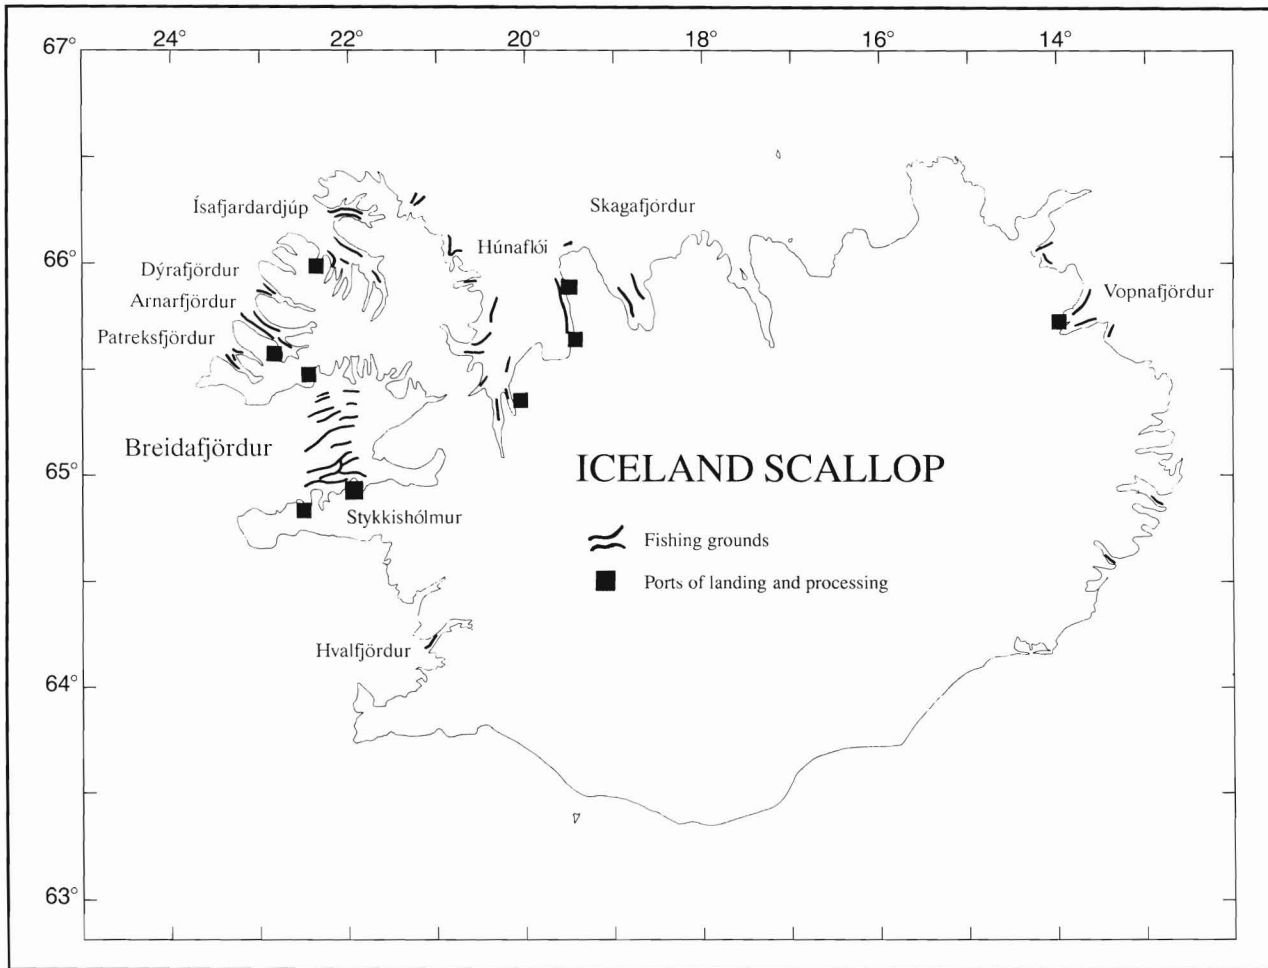 24° 22° 20° 18° 16° 14°
67°
Ísafjardardjúp
Skagafjördur
Húnaflói
66°
Dýrafjördur
Arnarfjördur
Vopnafjördur
Patreksfjördur
Breidafjördur
65°
ICELAND SCALLOP
Stykkishólmur
Fishing grounds
Ports of landing and processing
Hvalfjördur
64°
63°